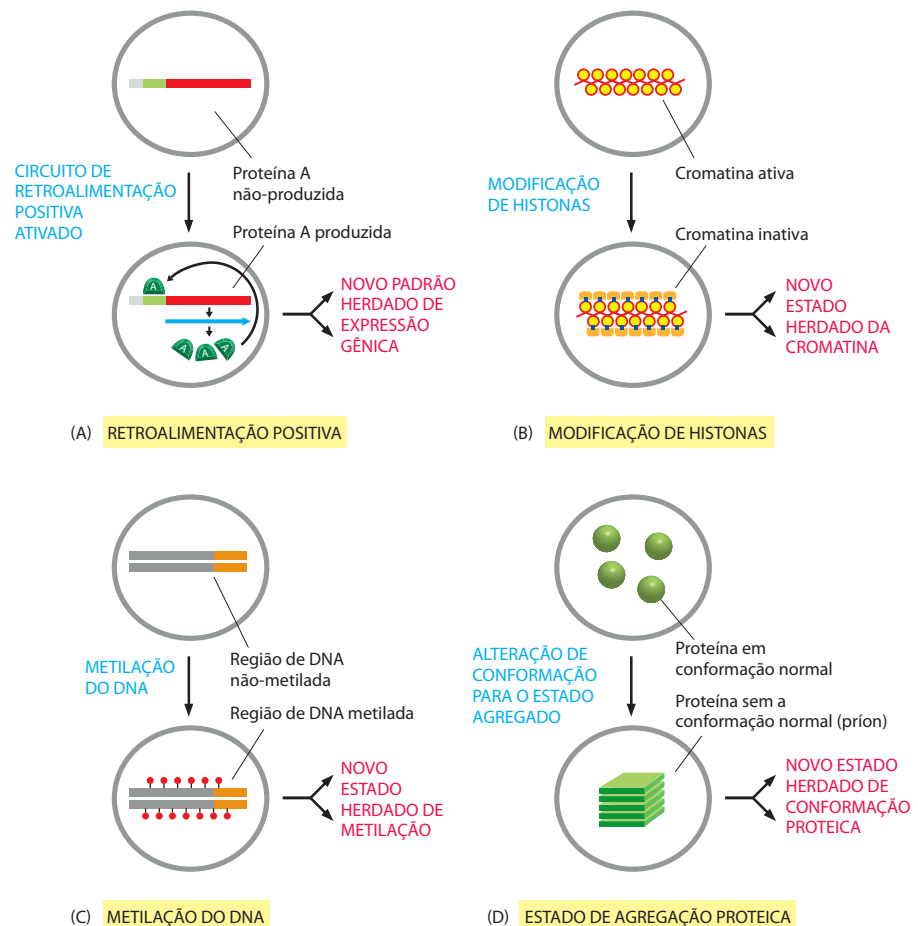 CIRCUITO DE
RETROALIMENTAÇÃO
POSITIVA
ATIVADO
Proteína A
não-produzida
Proteína A produzida
A
A
A
A
NOVO PADRÃO
HERDADO DE
EXPRESSÃO
GÊNICA
(A) RETROALIMENTAÇÃO POSITIVA
MODIFICAÇÃO
DE HISTONAS
Cromatina ativa
Cromatina inativa
NOVO
ESTADO
HERDADO DA
CROMATINA
(B) MODIFICAÇÃO DE HISTONAS
METILAÇÃO
DO DNA
Região de DNA
não-metilada
Região de DNA metilada
NOVO
ESTADO
HERDADO DE
METILAÇÃO
(C) METILAÇÃO DO DNA
ALTERAÇÃO DE
CONFORMAÇÃO
PARA O ESTADO
AGREGADO
Proteína em
conformação normal
Proteína sem a
conformação normal (príon)
NOVO ESTADO
HERDADO DE
CONFORMAÇÃO
PROTEICA
(D) ESTADO DE AGREGAÇÃO PROTEICA